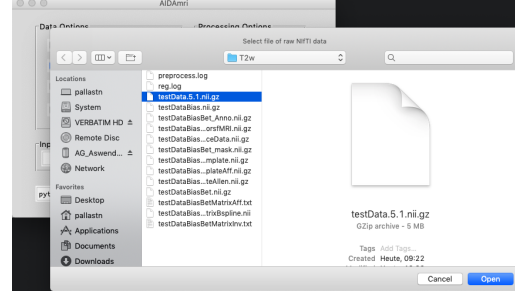 AIDAmri
Data Options
Processing Options
Select file of raw NIfTI data
T2w
Locations
pallastn
System
VERBATIM HD
Remote Disc
AG_Aswend...
Network
Favorites
Desktop
pallastn
Applications
Documents
Downloads
preprocess.log
reg.log
testData.5.1.nii.gz
testDataBias.nii.gz
testDataBiasBet_Anno.nii.gz
testDataBias...orsfMRI.nii.gz
testDataBias...ceData.nii.gz
testDataBiasBet_mask.nii.gz
testDataBias...mplate.nii.gz
testDataBias...plateAff.nii.gz
testDataBias...teAllen.nii.gz
testDataBiasBet.nii.gz
testDataBiasBetMatrixAff.txt
testDataBias...trixBspline.nii
testDataBiasBetMatrixInv.txt
testData.5.1.nii.gz
GZip archive - 5 MB
Tags Add Tags...
Created Heute, 09:22
Inp
pyt
Cancel
Open